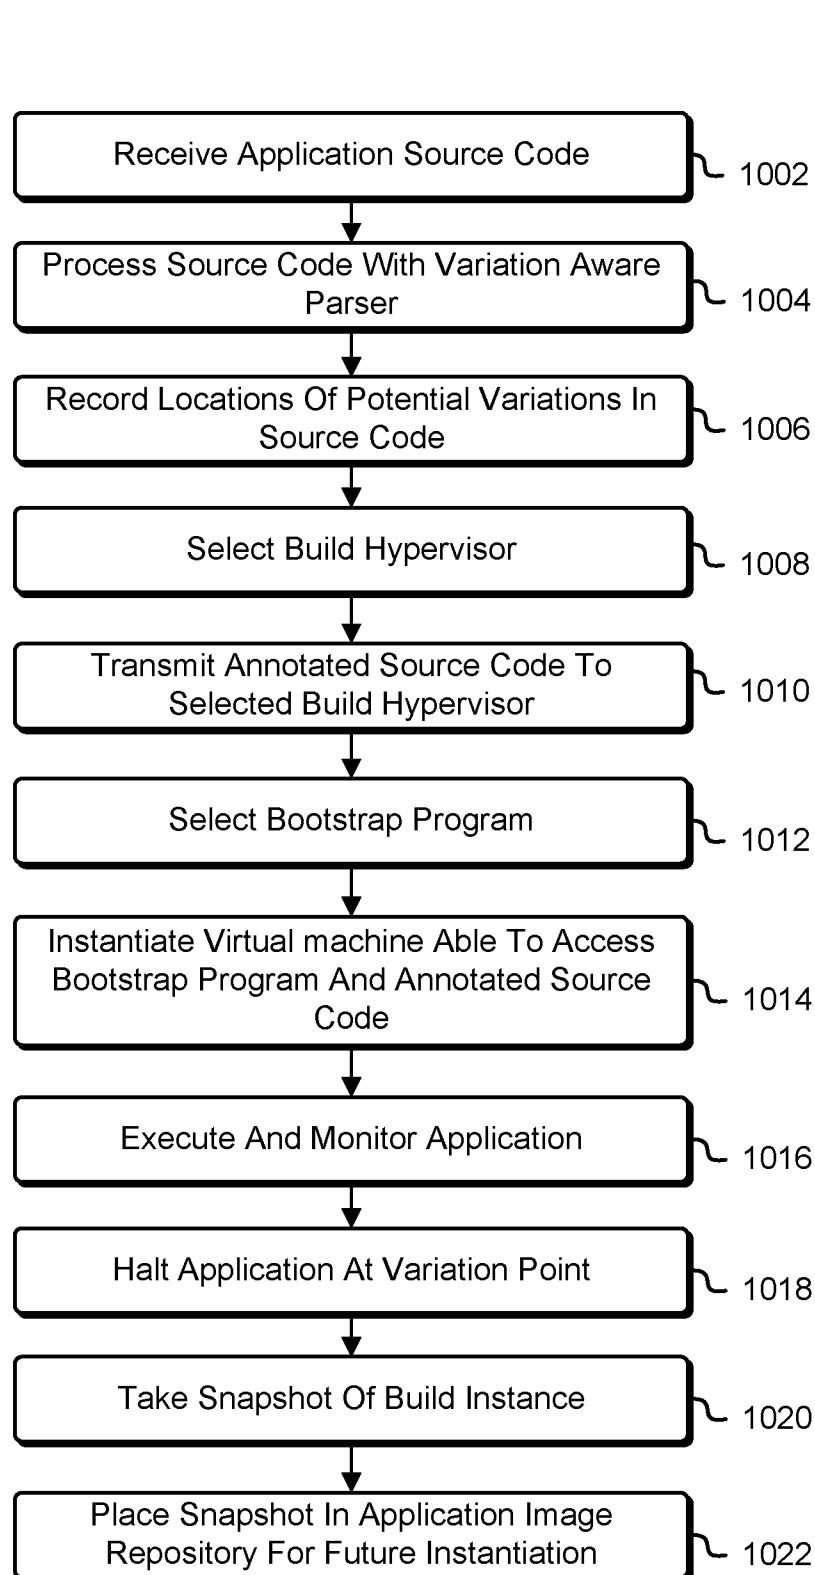 Receive Application Source Code
1002
Process Source Code With Variation Aware
Parser
1004
Record Locations Of Potential Variations In
Source Code
1006
Select Build Hypervisor
1008
Transmit Annotated Source Code To
Selected Build Hypervisor
1010
Select Bootstrap Program
1012
Instantiate Virtual machine Able To Access
Bootstrap Program And Annotated Source
Code
1014
Execute And Monitor Application
1016
Halt Application At Variation Point
1018
Take Snapshot Of Build Instance
1020
Place Snapshot In Application Image
Repository For Future Instantiation
1022